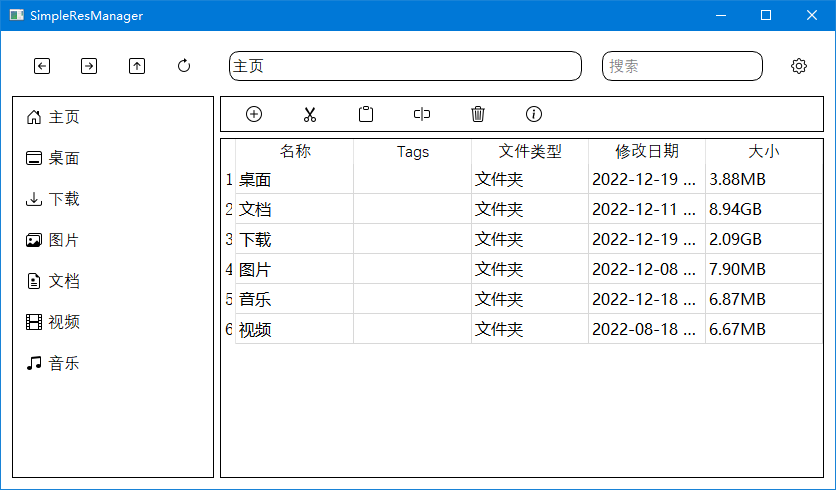 SimpleResManager
主页 搜索
主页
桌面
下载
图片
文档
视频
音乐
名称 Tags 文件类型 修改日期 大小
1 桌面 文件夹 2022-12-19 ... 3.88MB
2 文档 文件夹 2022-12-11 ... 8.94GB
3 下载 文件夹 2022-12-19 ... 2.09GB
4 图片 文件夹 2022-12-08 ... 7.90MB
5 音乐 文件夹 2022-12-18 ... 6.87MB
6 视频 文件夹 2022-08-18 ... 6.67MB